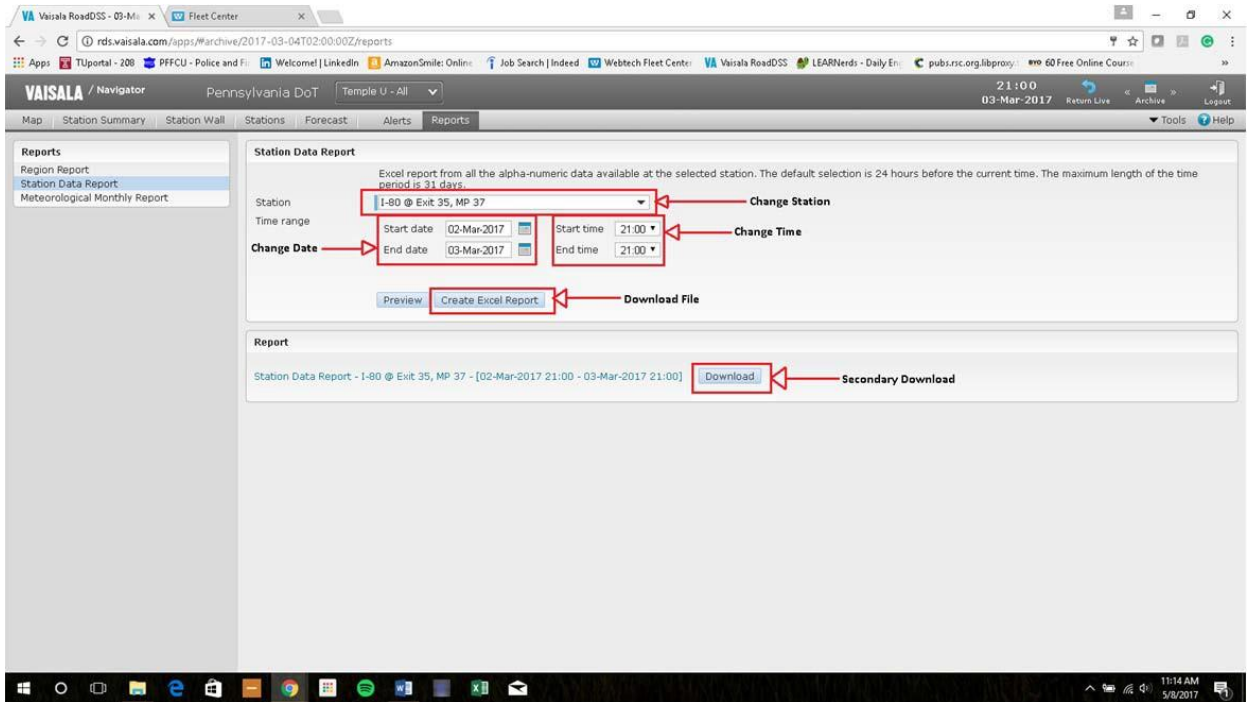 VA Vaisala RoadDSS - 03-Ma
Fleet Center
rds.vaisala.com/apps/#archive/2017-03-04T02:00:00Z/reports
Apps TUportal - 208 PFFCU - Police and Fi Welcome! | LinkedIn AmazonSmile: Online Job Search | Indeed Webtech Fleet Center VA Vaisala RoadDSS LEARNerds - Daily En pubs.rsc.org.libproxy. 60 Free Online Course »
VAISALA / Navigator Pennsylvania DoT Temple U - All 21:00
03-Mar-2017 Return Live « Archive » Logout
Map Station Summary Station Wall Stations Forecast Alerts Reports Tools Help
Reports
Region Report
Station Data Report
Meteorological Monthly Report
Station Data Report
Excel report from all the alpha-numeric data available at the selected station. The default selection is 24 hours before the current time. The maximum length of the time
period is 31 days.
Station I-80 @ Exit 35, MP 37 Change Station
Time range
Start date 02-Mar-2017 Start time 21:00 Change Time
Change Date End date 03-Mar-2017 End time 21:00
Preview Create Excel Report Download File
Report
Station Data Report - I-80 @ Exit 35, MP 37 - [02-Mar-2017 21:00 - 03-Mar-2017 21:00] Download Secondary Download
11:14 AM
5/8/2017